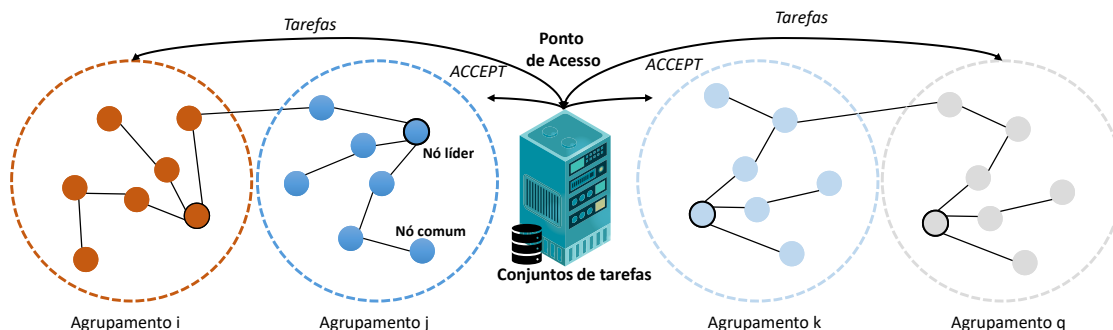 Tarefas
Tarefas
Ponto
de Acesso
ACCEPT
ACCEPT
Nó líder
Nó comum
Conjuntos de tarefas
Agrupamento i
Agrupamento j
Agrupamento k
Agrupamento q